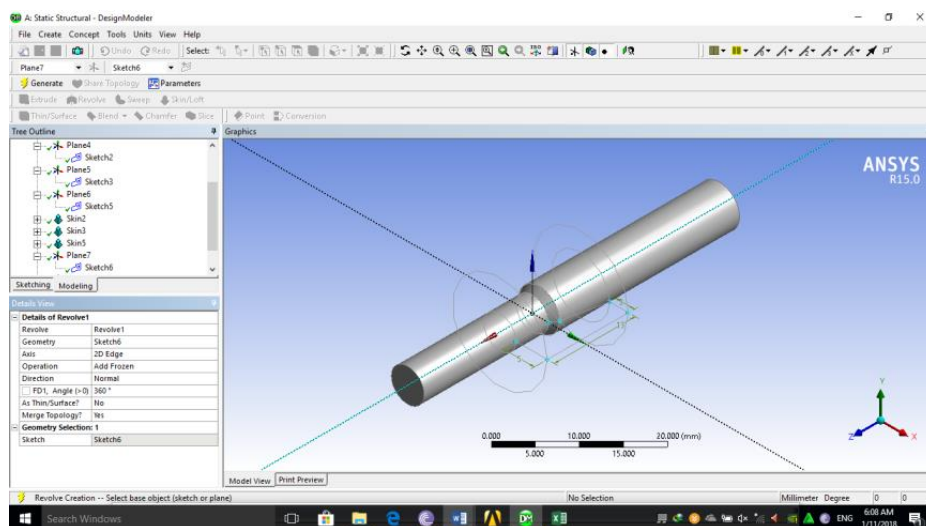 A: Static Structural - DesignModeler
File Create Concept Tools Units View Help
Undo Redo Select:
Plane7 Sketch6
Generate Share Topology Parameters
Extrude Revolve Sweep Skin/Loft
Thin/Surface Blend Chamfer Slice Point Conversion
Tree Outline Graphics
Plane4
Sketch2
Plane5
Sketch3
Plane6
Sketch5
Skin2
Skin3
Skin5
Plane7
Sketch6
Sketching Modeling
Details View
Details of Revolve1
Revolve Revolve1
Geometry Sketch6
Axis 2D Edge
Operation Add Frozen
Direction Normal
FD1, Angle (>0) 360 °
As Thin/Surface? No
Merge Topology? Yes
Geometry Selection: 1
Sketch Sketch6
ANSYS
R15.0
0.000 10.000 20.000 (mm)
5.000 15.000
Y
Z X
Model View Print Preview
Revolve Creation -- Select base object (sketch or plane) No Selection Millimeter Degree 0 0
Search Windows
ENG 6:08 AM
1/11/2018